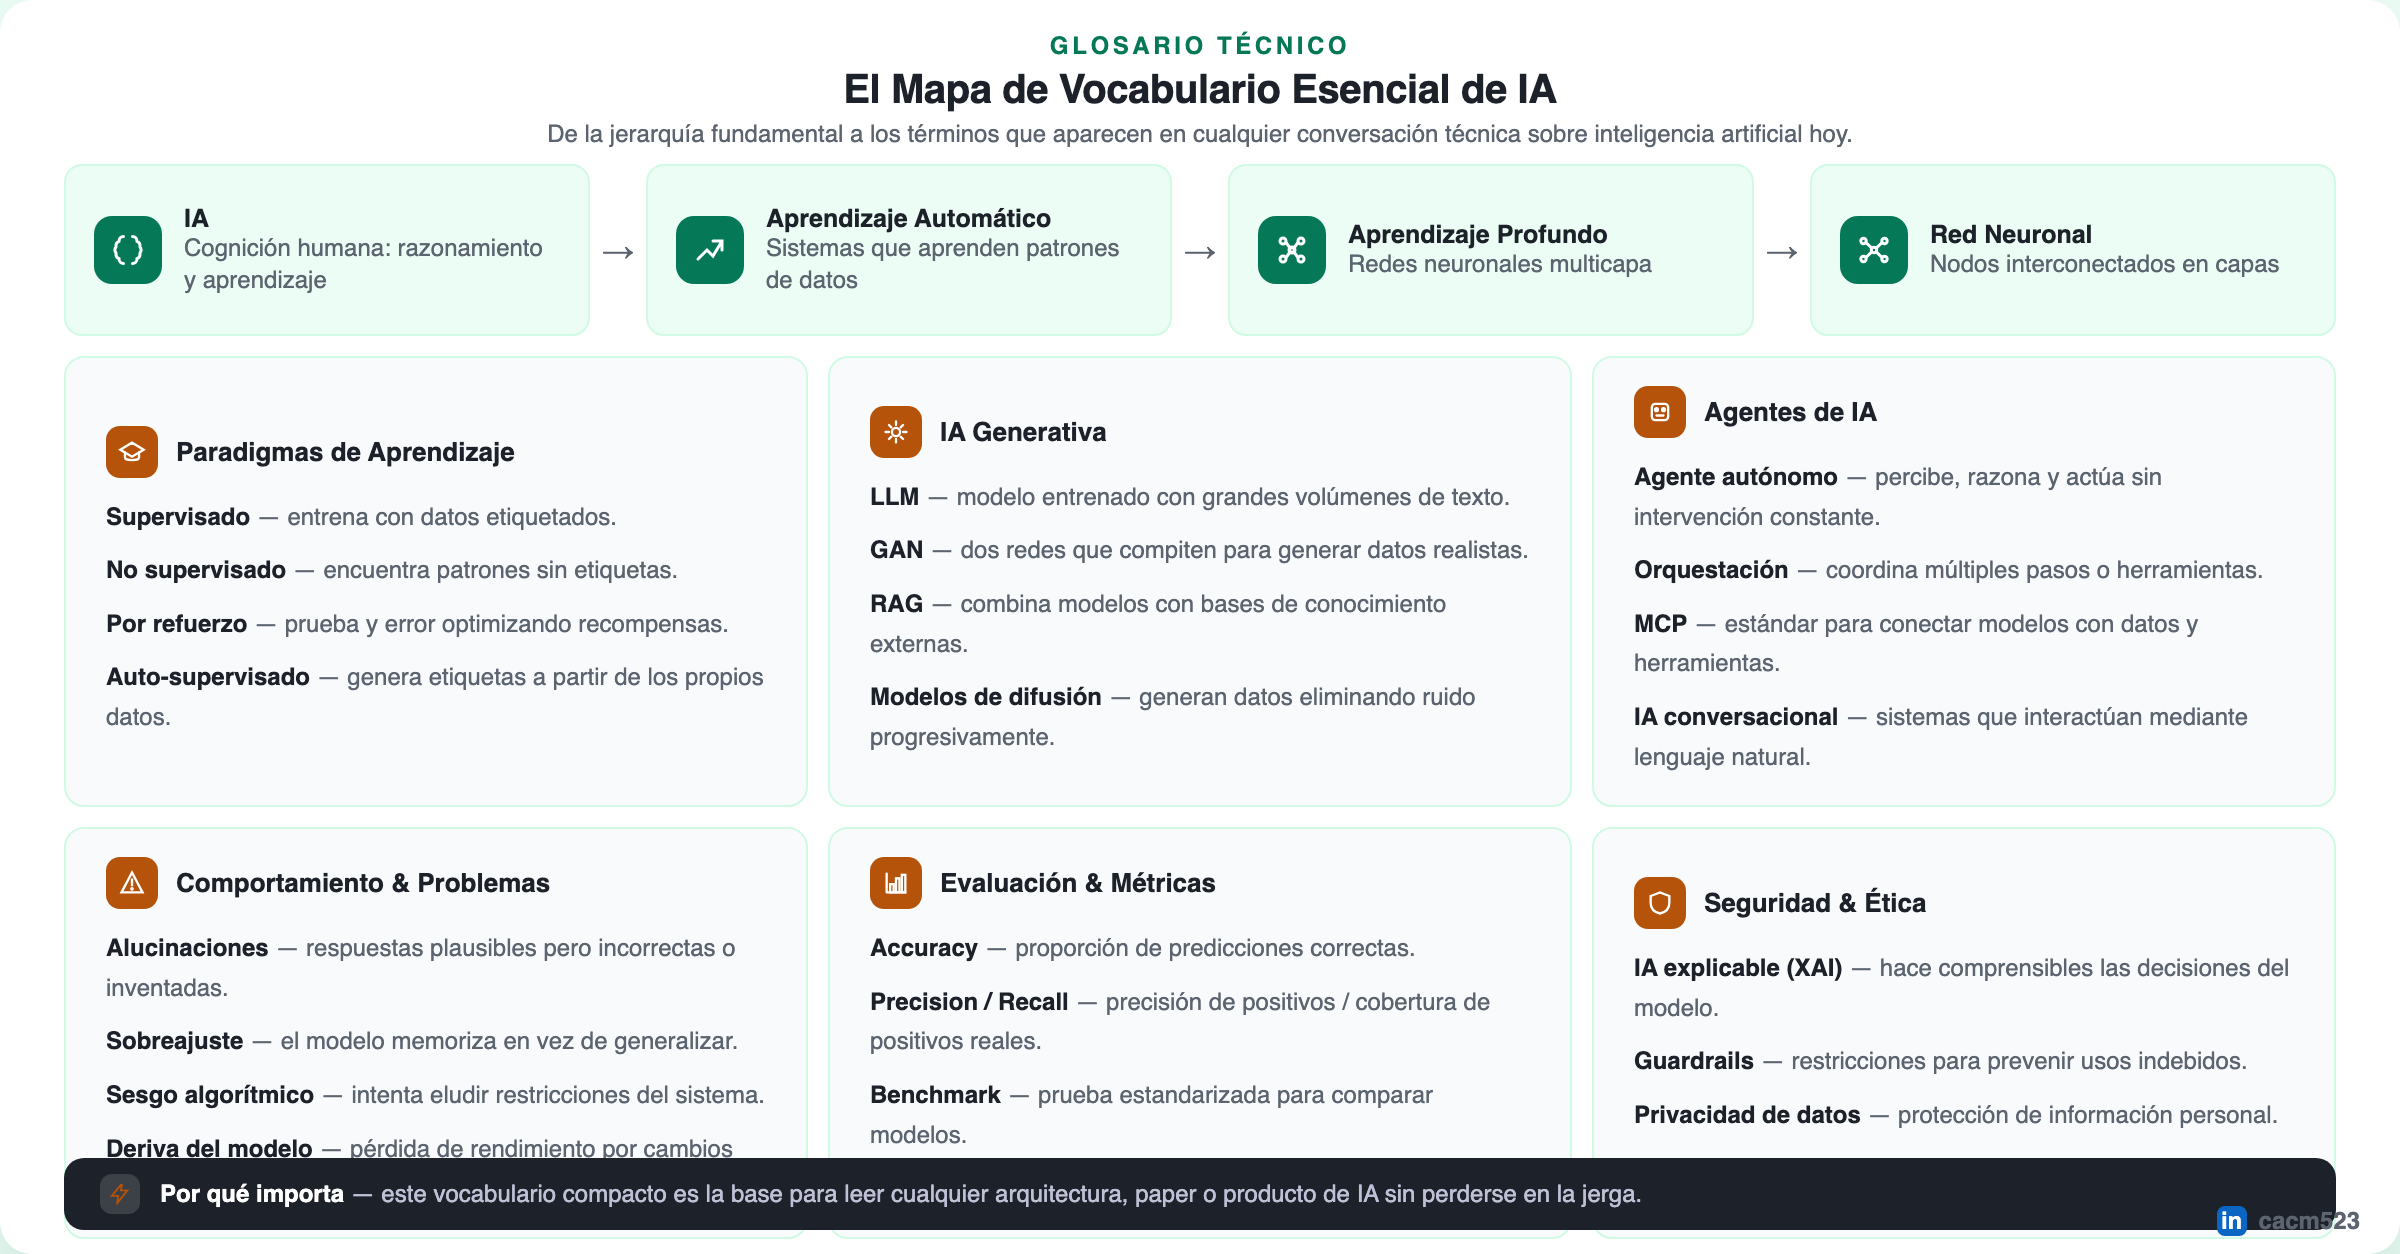 GLOSARIO TÉCNICO
El Mapa de Vocabulario Esencial de IA
De la jerarquía fundamental a los términos que aparecen en cualquier conversación técnica sobre inteligencia artificial hoy.
IA
Cognición humana: razonamiento
y aprendizaje
→
Aprendizaje Automático
Sistemas que aprenden patrones
de datos
→
Aprendizaje Profundo
Redes neuronales multicapa
→
Red Neuronal
Nodos interconectados en capas
Paradigmas de Aprendizaje
Supervisado — entrena con datos etiquetados.
No supervisado — encuentra patrones sin etiquetas.
Por refuerzo — prueba y error optimizando recompensas.
Auto-supervisado — genera etiquetas a partir de los propios
datos.
IA Generativa
LLM — modelo entrenado con grandes volúmenes de texto.
GAN — dos redes que compiten para generar datos realistas.
RAG — combina modelos con bases de conocimiento
externas.
Modelos de difusión — generan datos eliminando ruido
progresivamente.
Agentes de IA
Agente autónomo — percibe, razona y actúa sin
intervención constante.
Orquestación — coordina múltiples pasos o herramientas.
MCP — estándar para conectar modelos con datos y
herramientas.
IA conversacional — sistemas que interactúan mediante
lenguaje natural.
Comportamiento & Problemas
Alucinaciones — respuestas plausibles pero incorrectas o
inventadas.
Sobreajuste — el modelo memoriza en vez de generalizar.
Sesgo algorítmico — intenta eludir restricciones del sistema.
Deriva del modelo — pérdida de rendimiento por cambios
Evaluación & Métricas
Accuracy — proporción de predicciones correctas.
Precision / Recall — precisión de positivos / cobertura de
positivos reales.
Benchmark — prueba estandarizada para comparar
modelos.
Seguridad & Ética
IA explicable (XAI) — hace comprensibles las decisiones del
modelo.
Guardrails — restricciones para prevenir usos indebidos.
Privacidad de datos — protección de información personal.
Por qué importa — este vocabulario compacto es la base para leer cualquier arquitectura, paper o producto de IA sin perderse en la jerga.
in cacm523